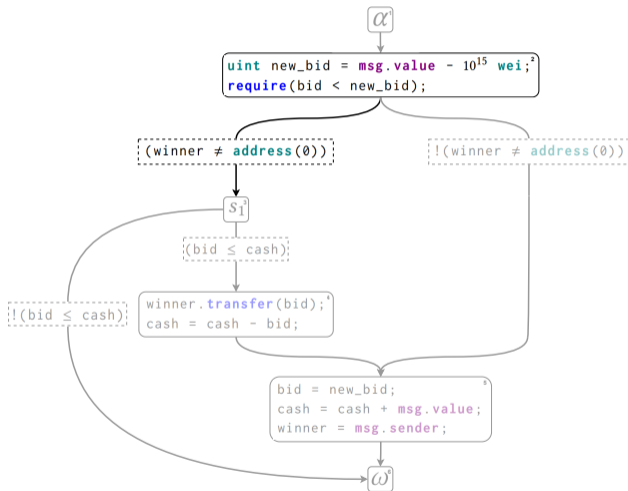 α¹
uint new_bid = msg.value - 10¹⁵ wei;²
require(bid < new_bid);
(winner ≠ address(0))
!(winner ≠ address(0))
s₁³
(bid ≤ cash)
winner.transfer(bid);⁴
cash = cash - bid;
!(bid ≤ cash)
bid = new_bid;⁵
cash = cash + msg.value;
winner = msg.sender;
ω⁶